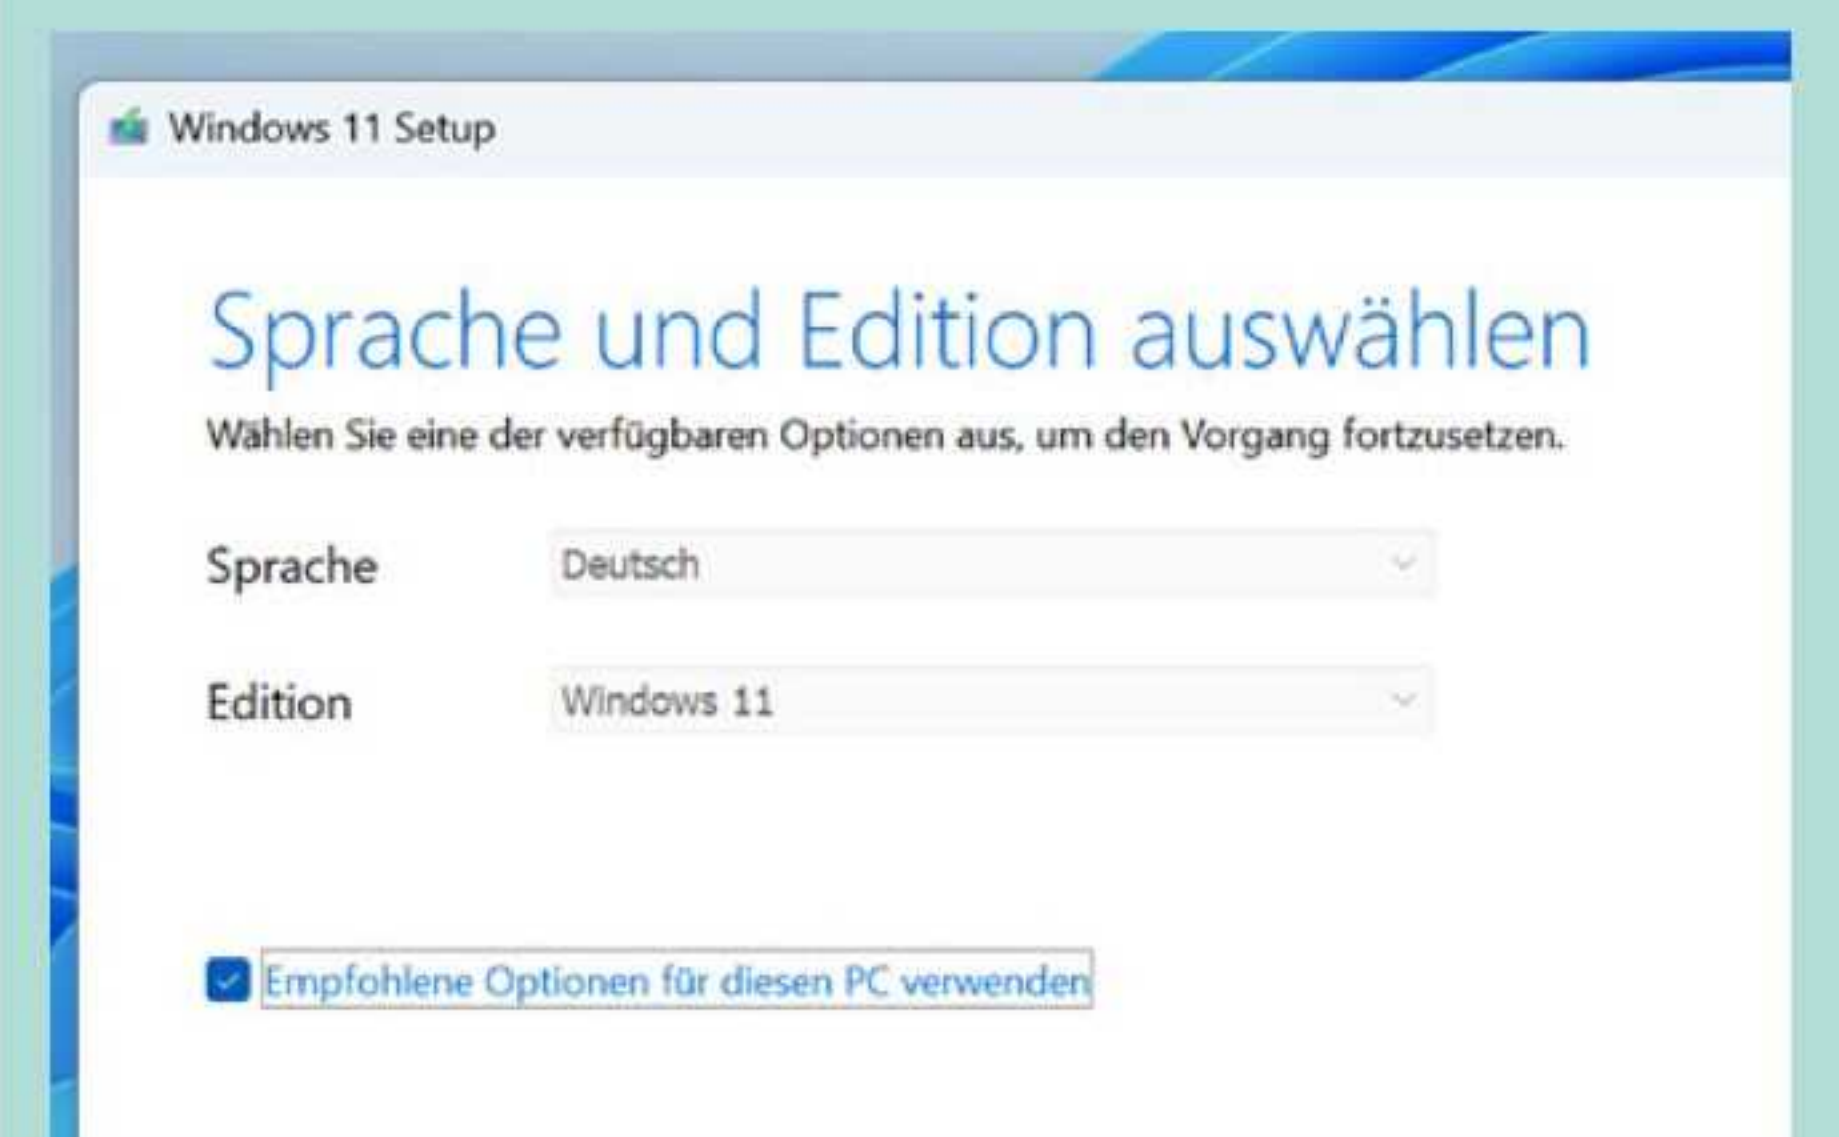 Windows 11 Setup
Sprache und Edition auswählen
Wählen Sie eine der verfügbaren Optionen aus, um den Vorgang fortzusetzen.
Sprache Deutsch
Edition Windows 11
Empfohlene Optionen für diesen PC verwenden